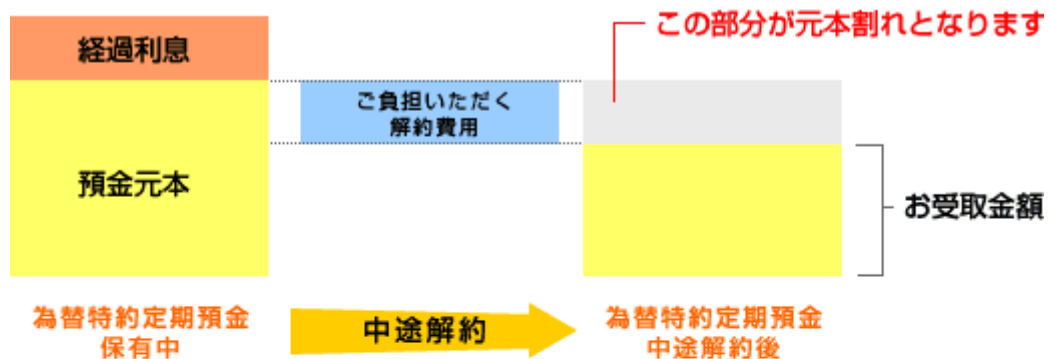 この部分が元本割れとなります
経過利息
ご負担いただく
解約費用
預金元本
お受取金額
為替特約定期預金
保有中
中途解約
為替特約定期預金
中途解約後